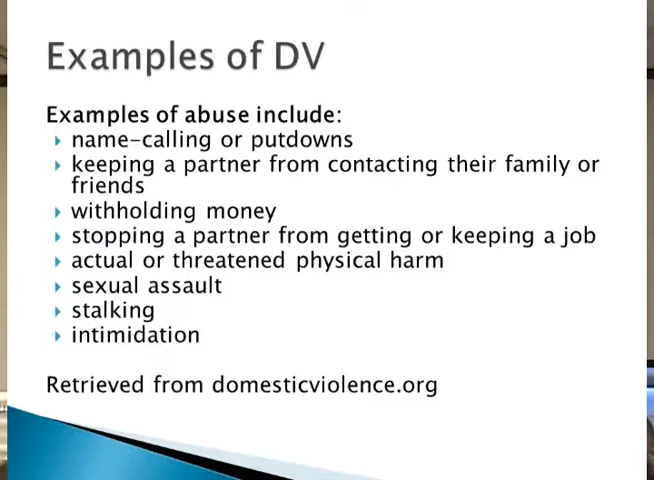 Examples of DV
Examples of abuse include:
name-calling or putdowns
keeping a partner from contacting their family or
friends
withholding money
stopping a partner from getting or keeping a job
actual or threatened physical harm
sexual assault
stalking
intimidation
Retrieved from domesticviolence.org